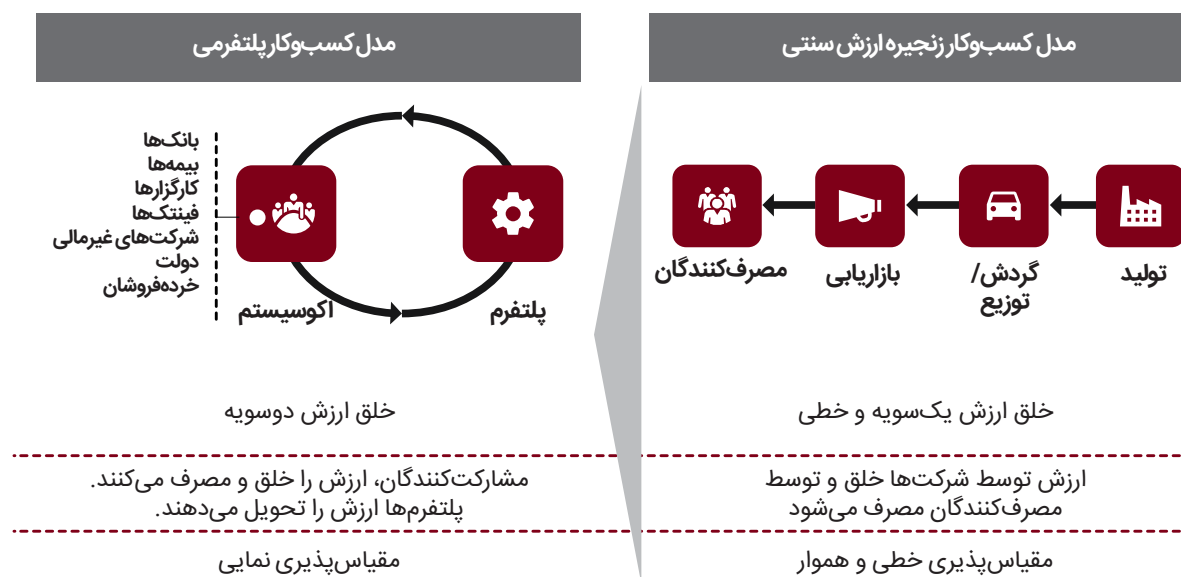 مدل کسب‌وکار زنجیره ارزش سنتی
تولید
گردش/
توزیع
بازاریابی
مصرف‌کنندگان
خلق ارزش یک‌سویه و خطی
ارزش توسط شرکت‌ها خلق و توسط
مصرف‌کنندگان مصرف می‌شود
مقیاس‌پذیری خطی و هموار
مدل کسب‌وکار پلتفرمی
پلتفرم
اکوسیستم
بانک‌ها
بیمه‌ها
کارگزارها
فینتک‌ها
شرکت‌های غیرمالی
دولت
خرده‌فروشان
خلق ارزش دوسویه
مشارکت‌کنندگان، ارزش را خلق و مصرف می‌کنند.
پلتفرم‌ها ارزش را تحویل می‌دهند.
مقیاس‌پذیری نمایی